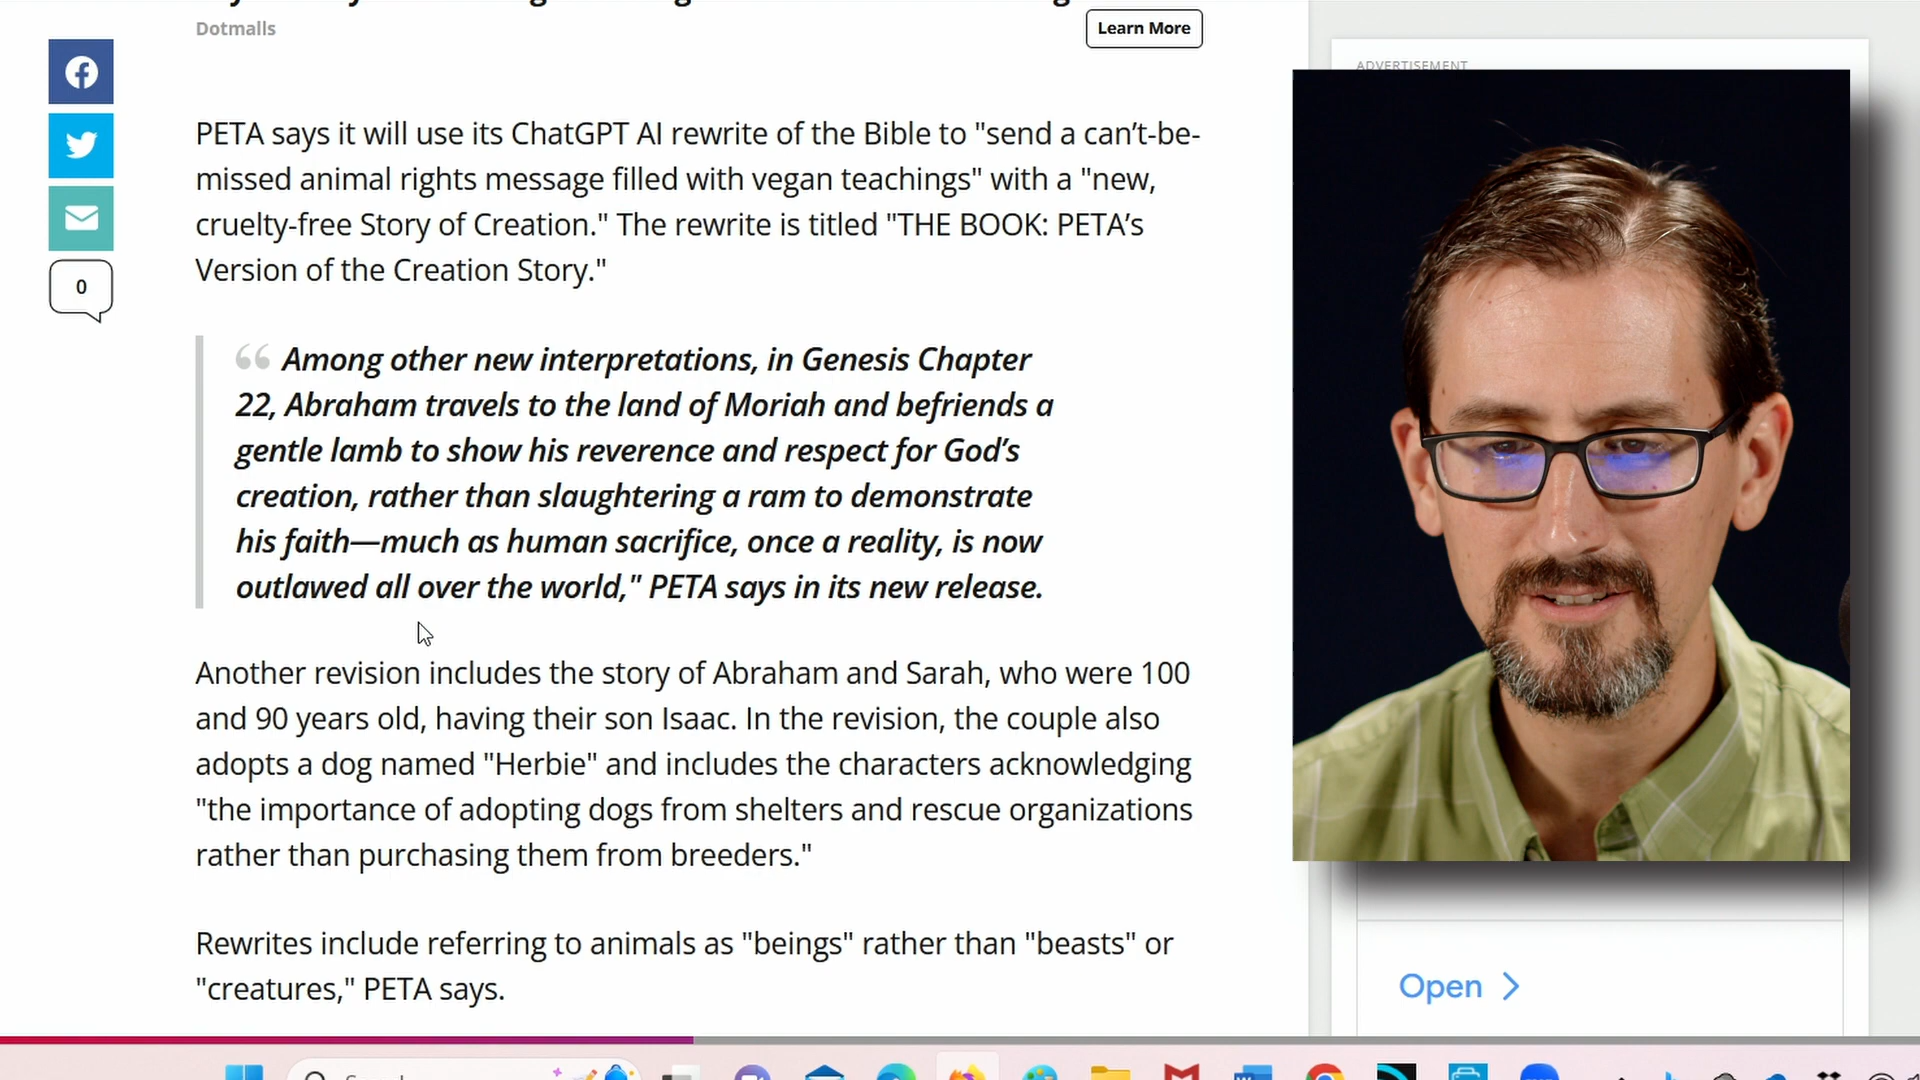 Dotmalls
Learn More
ADVERTISEMENT
PETA says it will use its ChatGPT AI rewrite of the Bible to "send a can’t-be-
missed animal rights message filled with vegan teachings" with a "new,
cruelty-free Story of Creation." The rewrite is titled "THE BOOK: PETA’s
Version of the Creation Story."
0
“ Among other new interpretations, in Genesis Chapter
22, Abraham travels to the land of Moriah and befriends a
gentle lamb to show his reverence and respect for God’s
creation, rather than slaughtering a ram to demonstrate
his faith—much as human sacrifice, once a reality, is now
outlawed all over the world," PETA says in its new release.
Another revision includes the story of Abraham and Sarah, who were 100
and 90 years old, having their son Isaac. In the revision, the couple also
adopts a dog named "Herbie" and includes the characters acknowledging
"the importance of adopting dogs from shelters and rescue organizations
rather than purchasing them from breeders."
Rewrites include referring to animals as "beings" rather than "beasts" or
"creatures," PETA says.
Open